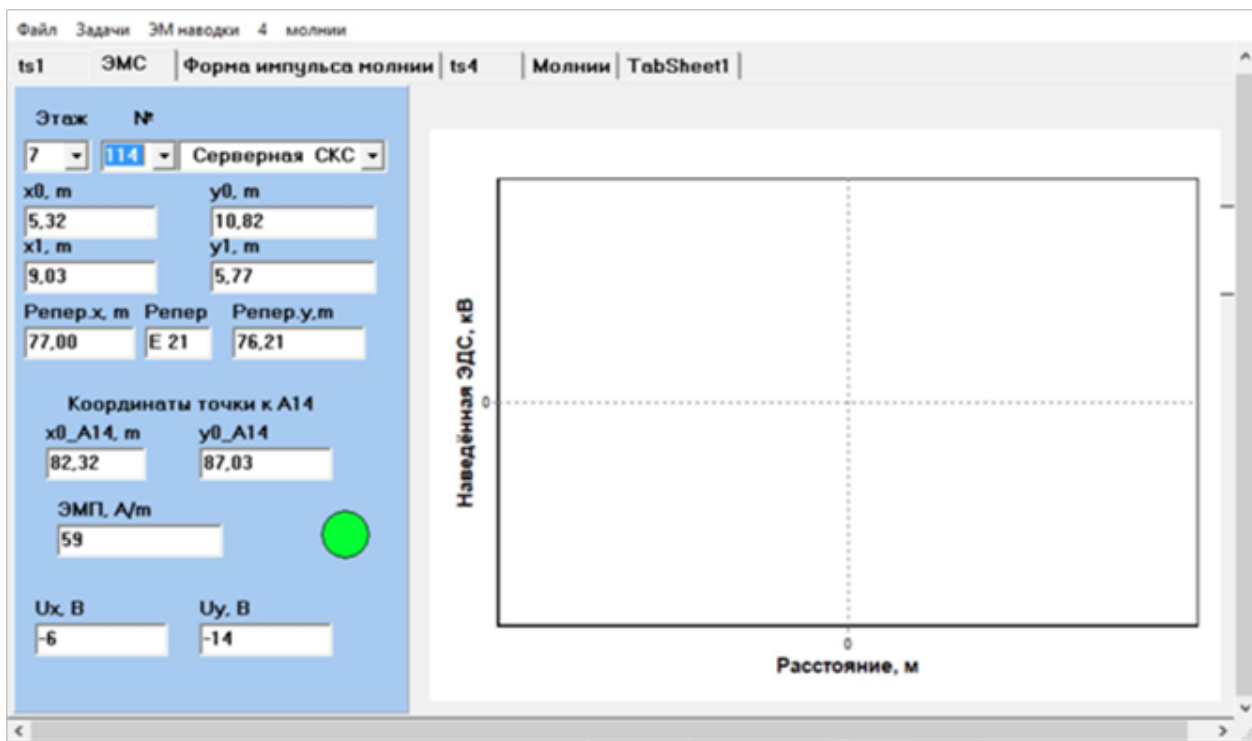 Файл Задачи ЭМ наводки 4 молнии
ts1 ЭМС Форма импульса молнии ts4 Молнии TabSheet1
Этаж №
7 114 Серверная СКС
x0, m y0, m
5,32 10,82
x1, m y1, m
9,03 5,77
Репер.x, m Репер Репер.y,m
77,00 E 21 76,21
Координаты точки к А14
x0_A14, m y0_A14
82,32 87,03
ЭМП, А/m
59
Ux, В Uy, В
-6 -14
Наведённая ЭДС, кВ
0
0
Расстояние, м